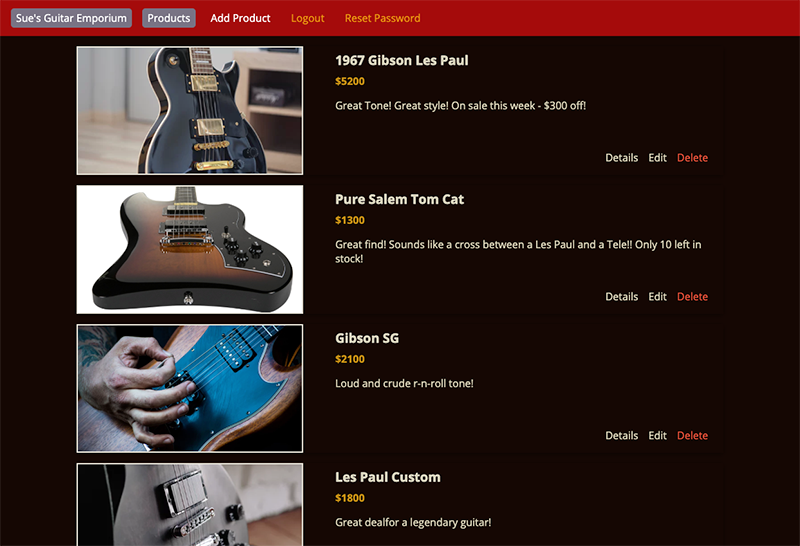 Sue's Guitar Emporium Products Add Product Logout Reset Password
1967 Gibson Les Paul
$5200
Great Tone! Great style! On sale this week - $300 off!
Details Edit Delete
Pure Salem Tom Cat
$1300
Great find! Sounds like a cross between a Les Paul and a Tele!! Only 10 left in
stock!
Details Edit Delete
Gibson SG
$2100
Loud and crude r-n-roll tone!
Details Edit Delete
Les Paul Custom
$1800
Great dealfor a legendary guitar!